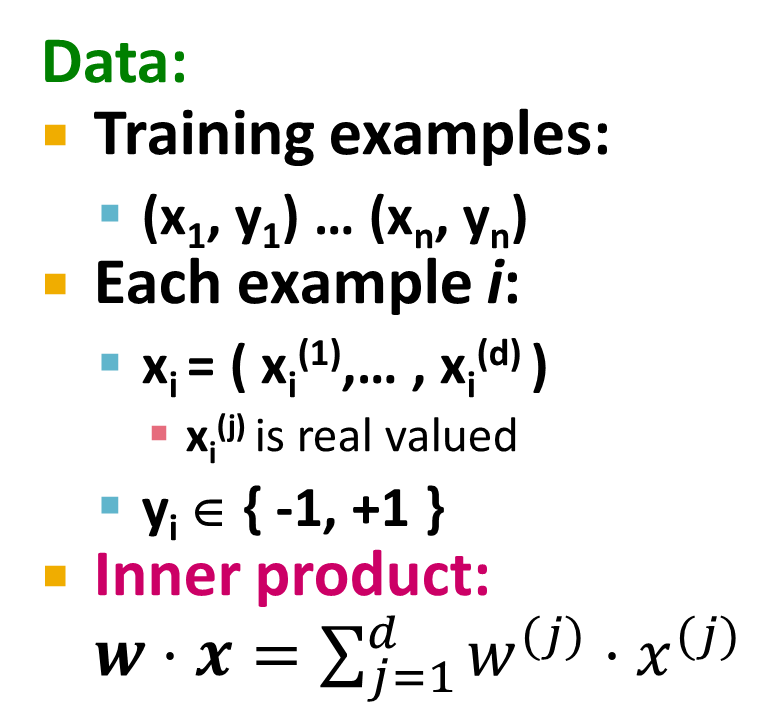 Data:
▪ Training examples:
▪ (x₁, y₁) … (xₙ, yₙ)
▪ Each example i:
▪ xᵢ = ( xᵢ⁽¹⁾,… , xᵢ⁽ᵈ⁾ )
▪ xᵢ⁽ʲ⁾ is real valued
▪ yᵢ ∈ { -1, +1 }
▪ Inner product:
w · x = ∑ⱼ₌₁ᵈ w⁽ʲ⁾ · x⁽ʲ⁾